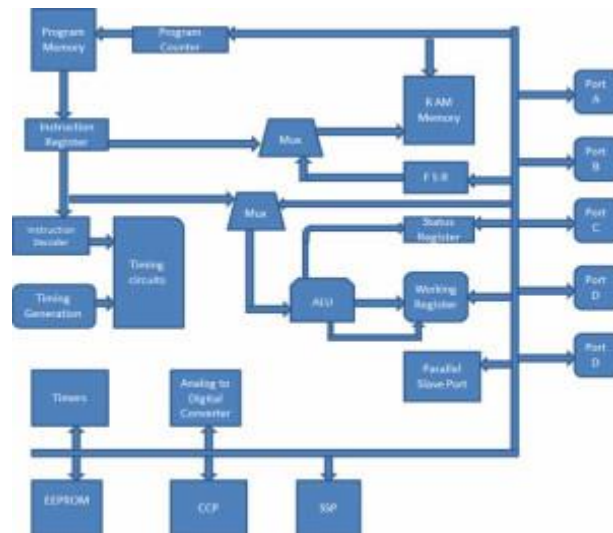 Program
Memory
Program
Counter
Port
A
RAM
Memory
Instruction
Register
Mux
Port
B
F S R
Mux
Status
Register
Port
C
Instruction
Decoder
Timing
circuits
Timing
Generation
ALU
Working
Register
Port
D
Port
D
Parallel
Slave Port
Timers
Analog to
Digital
Converter
EEPROM
CCP
SSP